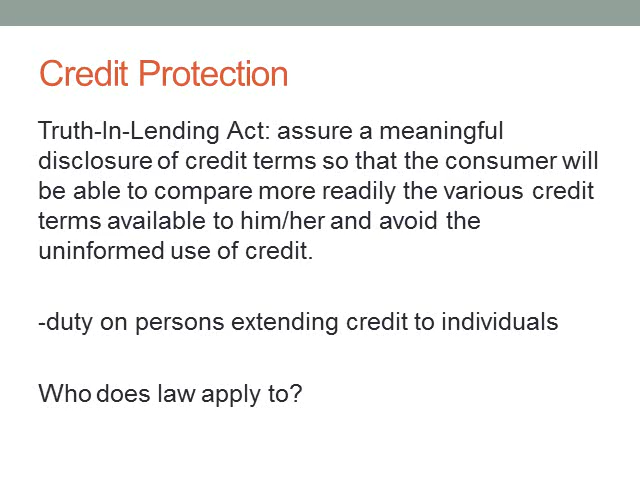 Credit Protection
Truth-In-Lending Act: assure a meaningful
disclosure of credit terms so that the consumer will
be able to compare more readily the various credit
terms available to him/her and avoid the
uninformed use of credit.
-duty on persons extending credit to individuals
Who does law apply to?